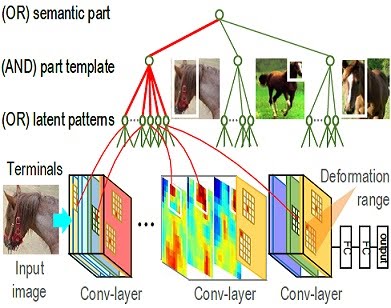 (OR) semantic part
(AND) part template
(OR) latent patterns
Terminals
Deformation
range
...
FC
FC
output
Input
image
Conv-layer
Conv-layer
Conv-layer